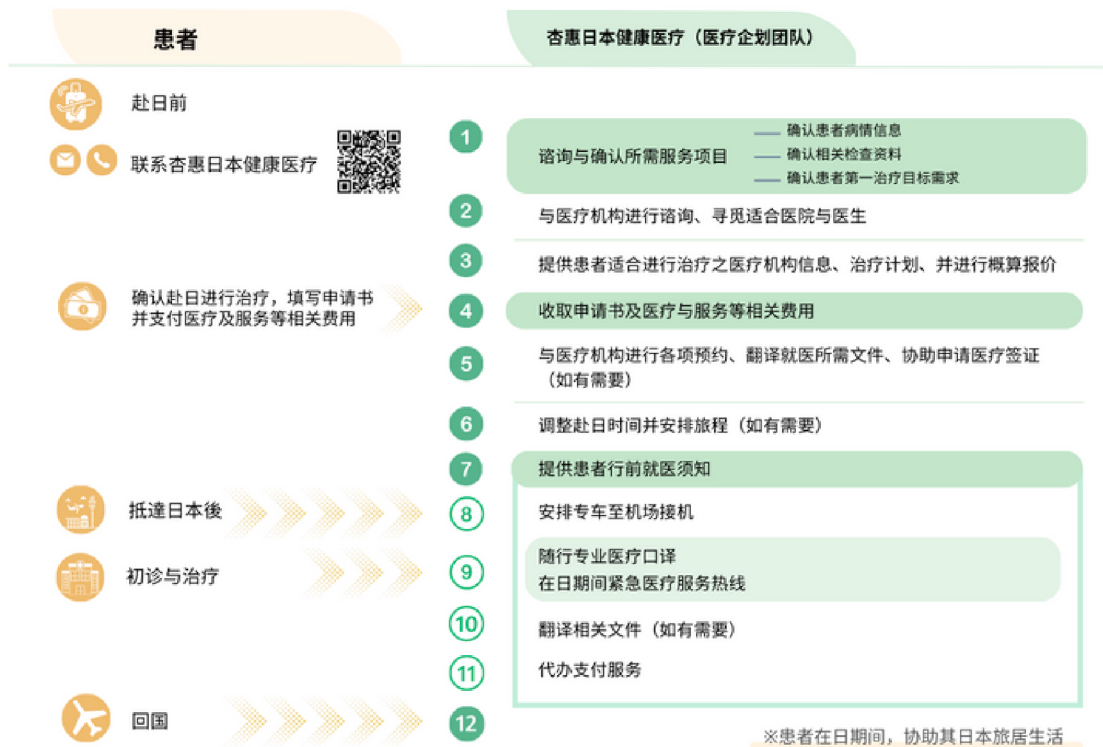 患者
杏惠日本健康医疗（医疗企划团队）
赴日前
联系杏惠日本健康医疗
1
谘询与确认所需服务项目
确认患者病情信息
确认相关检查资料
确认患者第一治疗目标需求
2
与医疗机构进行谘询、寻觅适合医院与医生
3
提供患者适合进行治疗之医疗机构信息、治疗计划、并进行概算报价
确认赴日进行治疗，填写申请书
并支付医疗及服务等相关费用
4
收取申请书及医疗与服务等相关费用
5
与医疗机构进行各项预约、翻译就医所需文件、协助申请医疗签证
（如有需要）
6
调整赴日时间并安排旅程（如有需要）
7
提供患者行前就医须知
抵達日本後
8
安排专车至机场接机
初诊与治疗
9
随行专业医疗口译
在日期间紧急医疗服务热线
10
翻译相关文件（如有需要）
11
代办支付服务
回国
12
※患者在日期间，协助其日本旅居生活